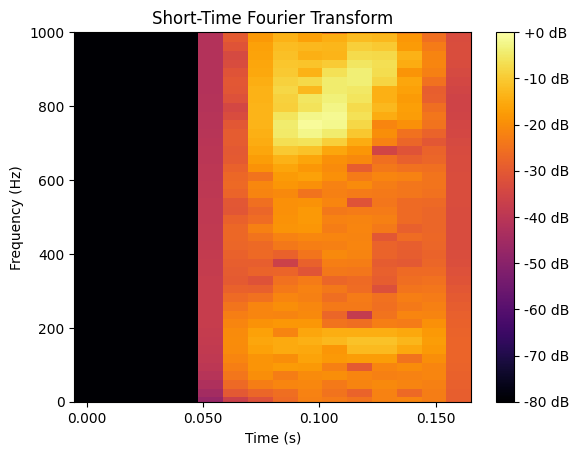 Short-Time Fourier Transform
1000
800
600
400
200
0
Frequency (Hz)
0.000
0.050
0.100
0.150
Time (s)
+0 dB
-10 dB
-20 dB
-30 dB
-40 dB
-50 dB
-60 dB
-70 dB
-80 dB